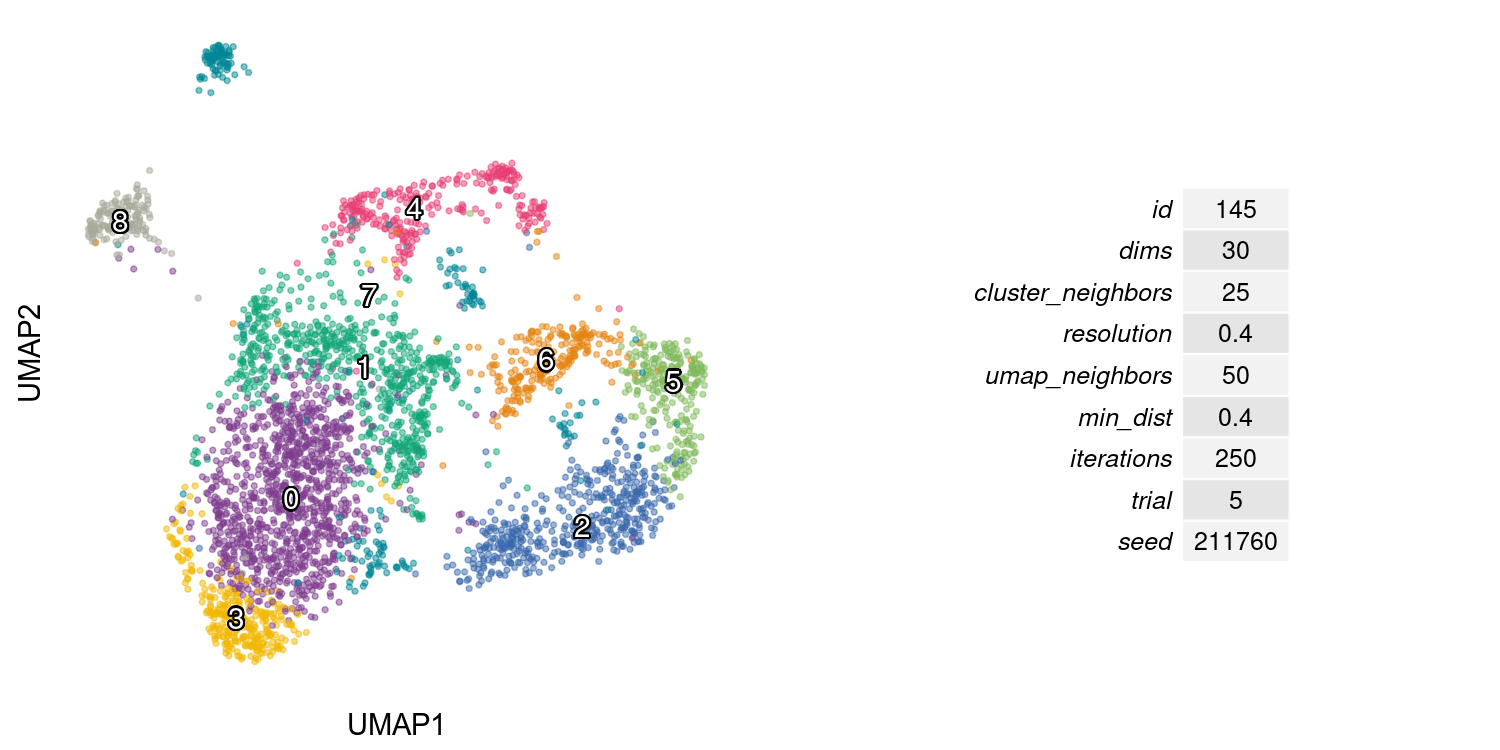 8
4
7
1
6
5
0
2
3
UMAP1
UMAP2
id 145
dims 30
cluster_neighbors 25
resolution 0.4
umap_neighbors 50
min_dist 0.4
iterations 250
trial 5
seed 211760